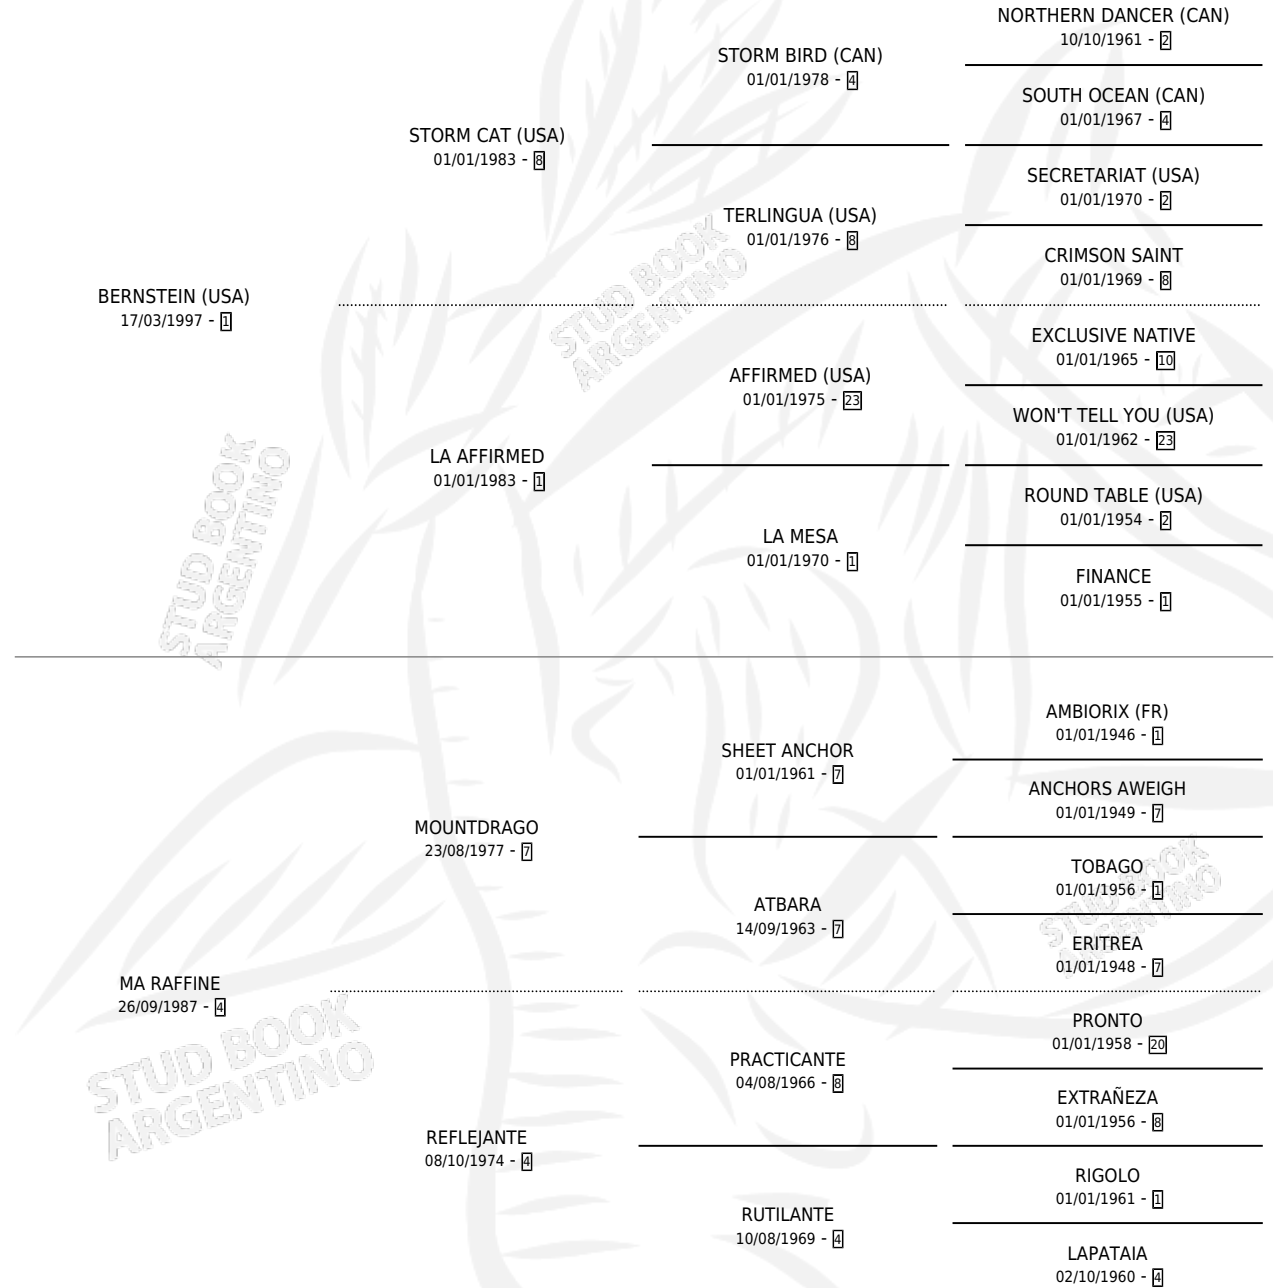 NORTHERN DANCER (CAN)
10/10/1961 - 2
STORM BIRD (CAN)
01/01/1978 - 4
SOUTH OCEAN (CAN)
01/01/1967 - 4
STORM CAT (USA)
01/01/1983 - 8
SECRETARIAT (USA)
01/01/1970 - 2
TERLINGUA (USA)
01/01/1976 - 8
CRIMSON SAINT
01/01/1969 - 8
BERNSTEIN (USA)
17/03/1997 - 1
STUD BOOK
ARGENTINO
EXCLUSIVE NATIVE
01/01/1965 - 10
AFFIRMED (USA)
01/01/1975 - 23
WON'T TELL YOU (USA)
01/01/1962 - 23
LA AFFIRMED
01/01/1983 - 1
ROUND TABLE (USA)
01/01/1954 - 2
LA MESA
01/01/1970 - 1
FINANCE
01/01/1955 - 1
STUD BOOK
ARGENTINO
AMBIORIX (FR)
01/01/1946 - 1
SHEET ANCHOR
01/01/1961 - 7
ANCHORS AWEIGH
01/01/1949 - 7
MOUNTDRAGO
23/08/1977 - 7
TOBAGO
01/01/1956 - 1
ATBARA
14/09/1963 - 7
STUD BOOK
ARGENTINO
ERITREA
01/01/1948 - 7
MA RAFFINE
26/09/1987 - 4
PRONTO
01/01/1958 - 20
PRACTICANTE
04/08/1966 - 8
STUD BOOK
ARGENTINO
EXTRAÑEZA
01/01/1956 - 8
REFLEJANTE
08/10/1974 - 4
RIGOLO
01/01/1961 - 1
RUTILANTE
10/08/1969 - 4
LAPATAIA
02/10/1960 - 4